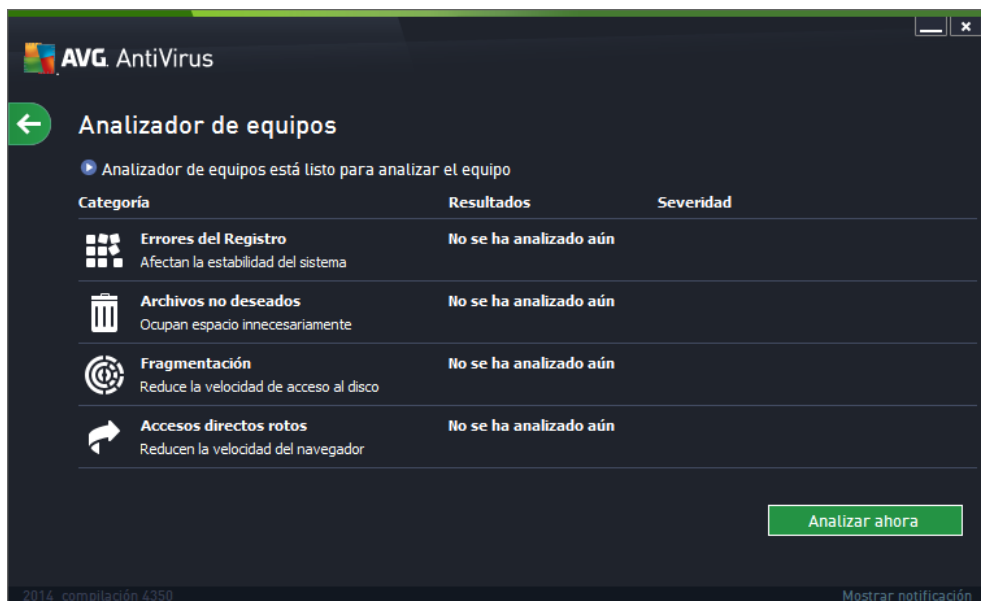 AVG. AntiVirus
Analizador de equipos
Analizador de equipos está listo para analizar el equipo
Categoría Resultados Severidad
Errores del Registro No se ha analizado aún
Afectan la estabilidad del sistema
Archivos no deseados No se ha analizado aún
Ocupan espacio innecesariamente
Fragmentación No se ha analizado aún
Reduce la velocidad de acceso al disco
Accesos directos rotos No se ha analizado aún
Reducen la velocidad del navegador
Analizar ahora
2014 compilación 4350 Mostrar notificación